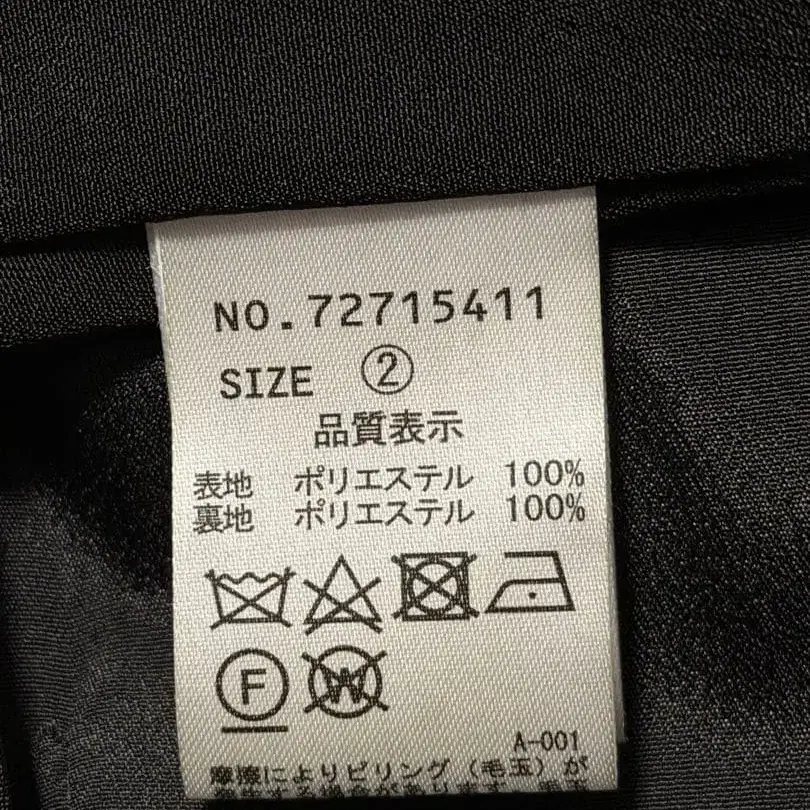 NO.72715411
SIZE ②
品質表示
表地 ポリエステル 100%
裏地 ポリエステル 100%
F W
A-001
摩擦によりピリング（毛玉）が